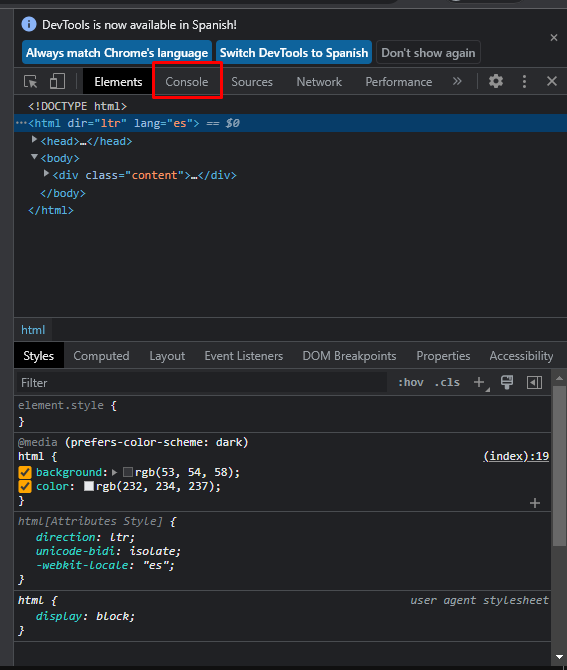 DevTools is now available in Spanish!
Always match Chrome's language Switch DevTools to Spanish Don't show again
Elements Console Sources Network Performance »
<!DOCTYPE html>
···<html dir="ltr" lang="es"> == $0
<head>…</head>
<body>
<div class="content">…</div>
</body>
</html>
html
Styles Computed Layout Event Listeners DOM Breakpoints Properties Accessibility
Filter :hov .cls +
element.style {
}
@media (prefers-color-scheme: dark)
html { (index):19
background: rgb(53, 54, 58);
color: rgb(232, 234, 237);
}
html[Attributes Style] {
direction: ltr;
unicode-bidi: isolate;
-webkit-locale: "es";
}
html { user agent stylesheet
display: block;
}